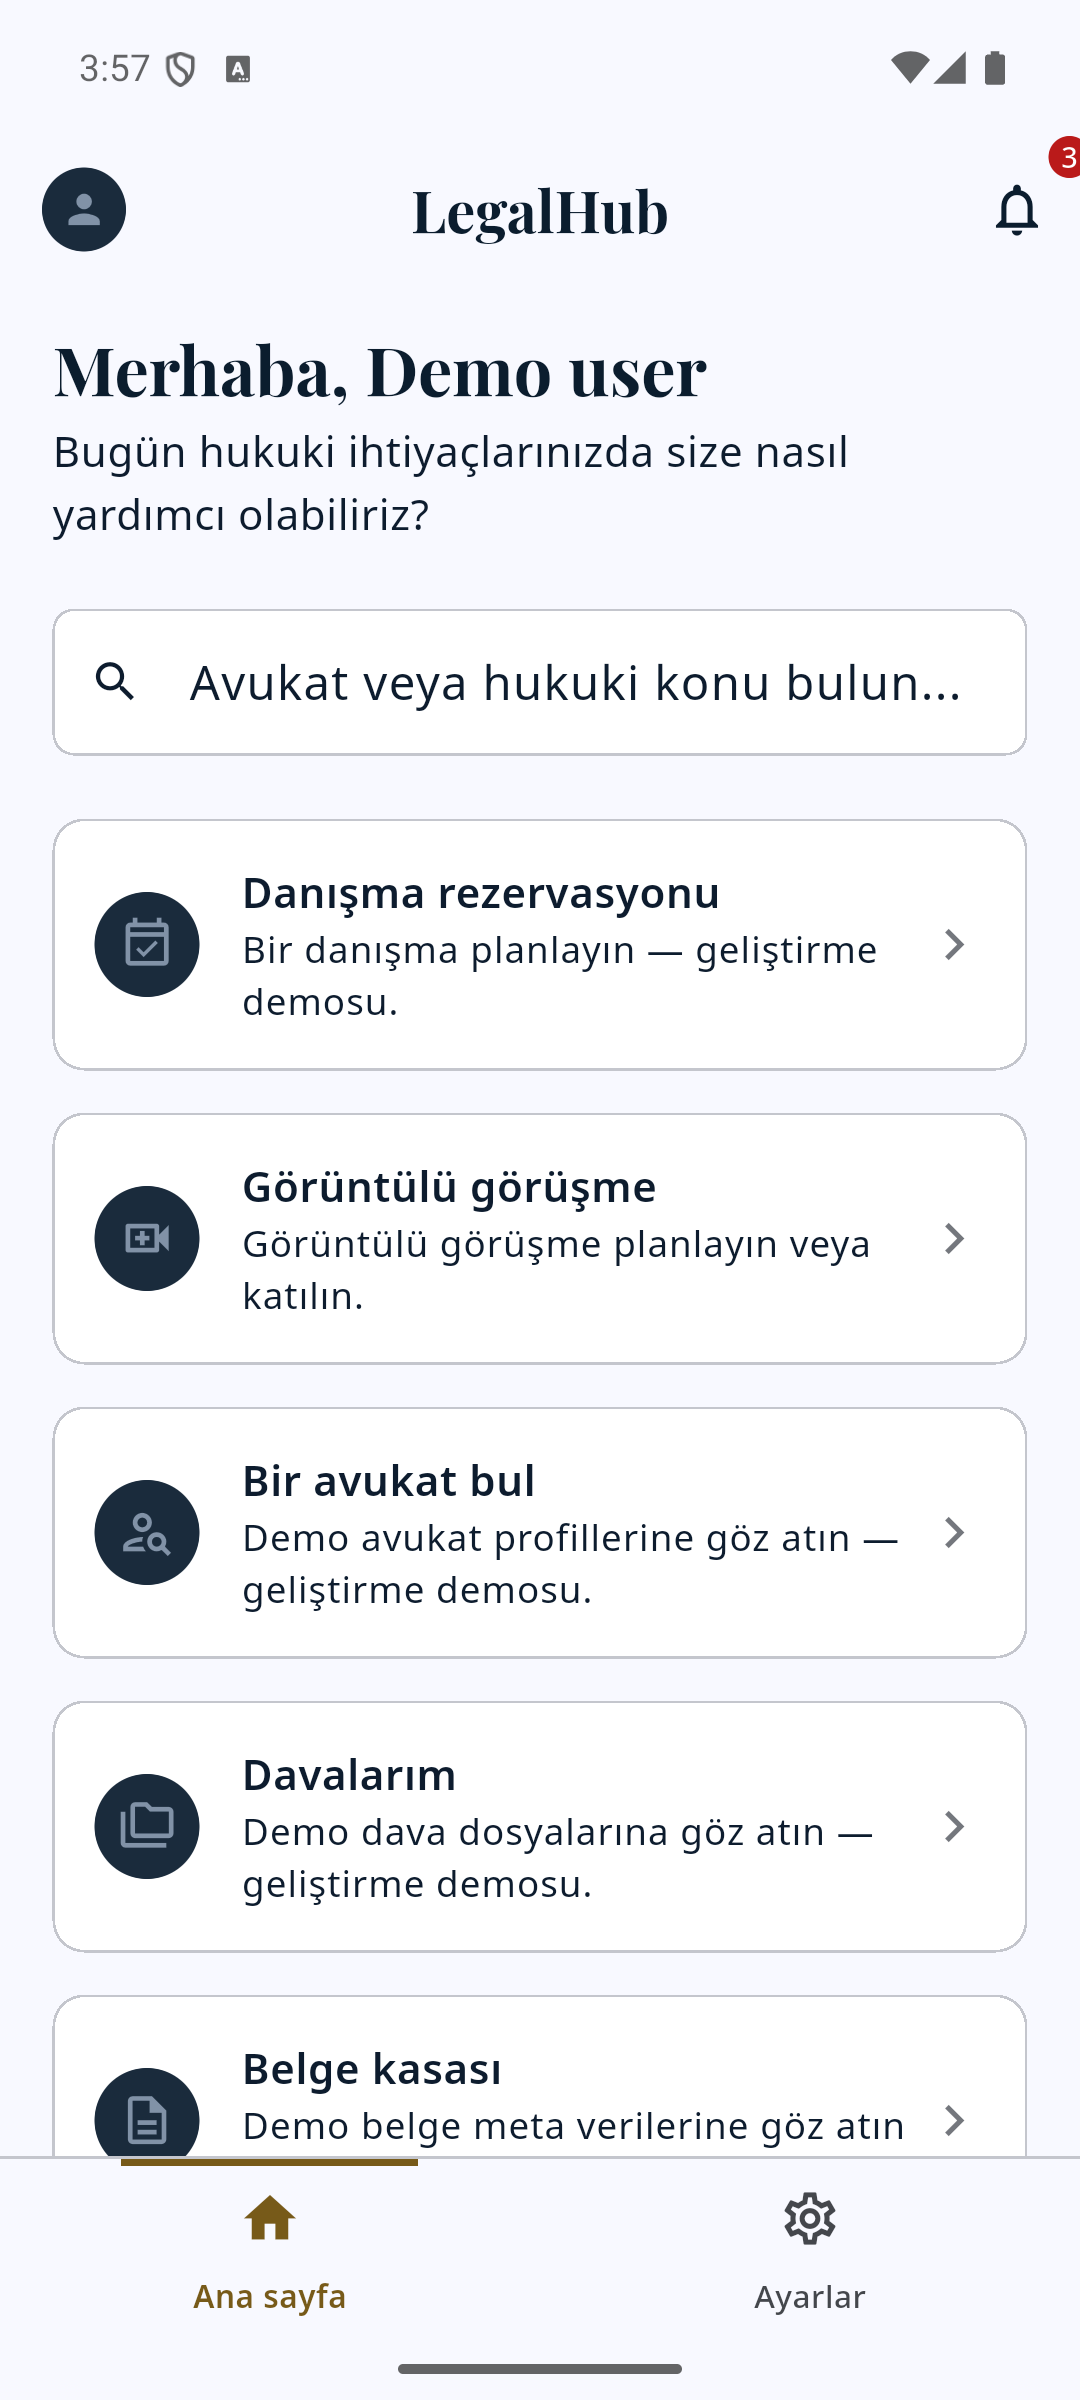 3:57
3
LegalHub
Merhaba, Demo user
Bugün hukuki ihtiyaçlarınızda size nasıl
yardımcı olabiliriz?
Avukat veya hukuki konu bulun...
Danışma rezervasyonu
Bir danışma planlayın — geliştirme
demosu.
Görüntülü görüşme
Görüntülü görüşme planlayın veya
katılın.
Bir avukat bul
Demo avukat profillerine göz atın —
geliştirme demosu.
Davalarım
Demo dava dosyalarına göz atın —
geliştirme demosu.
Belge kasası
Demo belge meta verilerine göz atın
Ana sayfa
Ayarlar